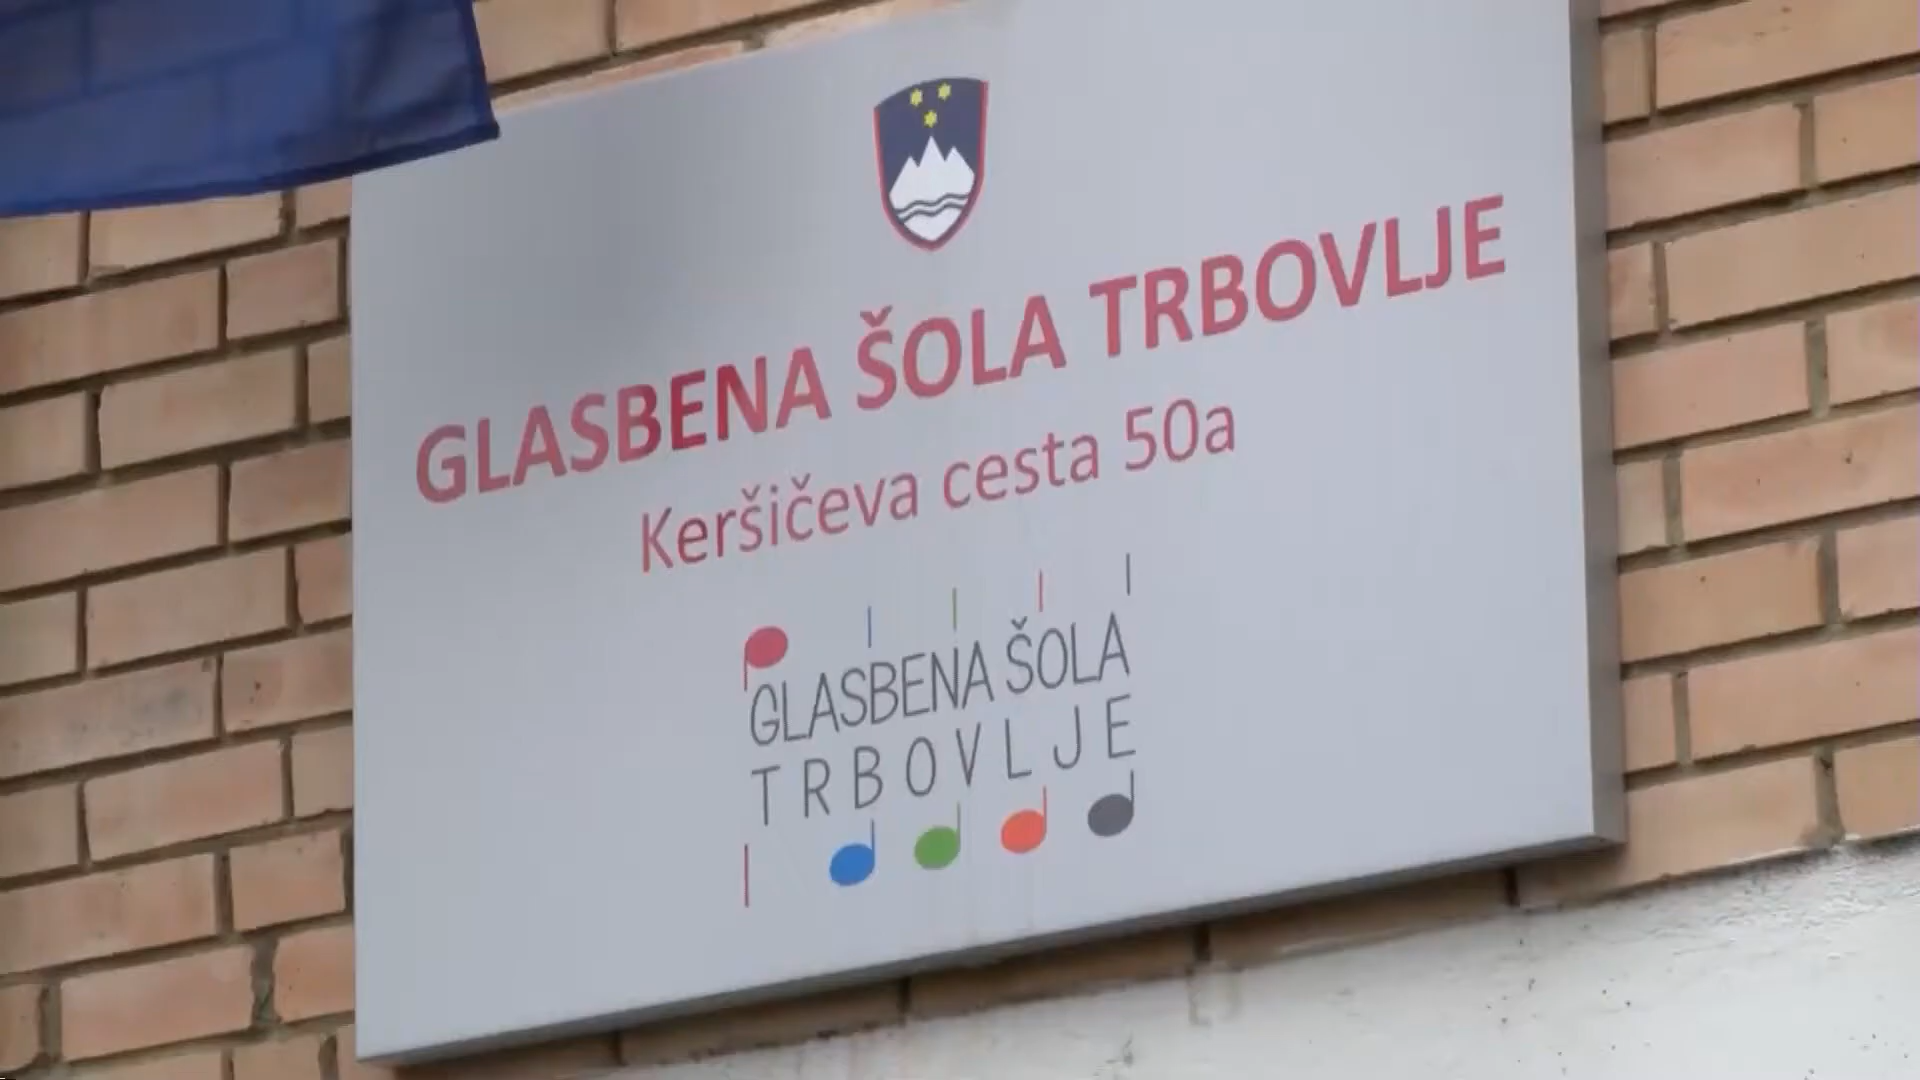 GLASBENA ŠOLA TRBOVLJE
Keršičeva cesta 50a
GLASBENA ŠOLA
TRBOVLJE